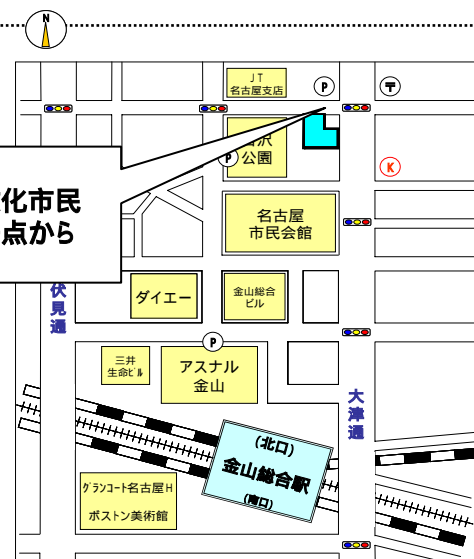 N
JT
名古屋支店
P
〒
沢
公園
P
K
化市民
点から
名古屋
市民会館
伏見通
ダイエー
金山総合
ビル
P
三井
生命ビル
アスナル
金山
大津通
(北口)
金山総合駅
(南口)
グランコート名古屋H
ボストン美術館